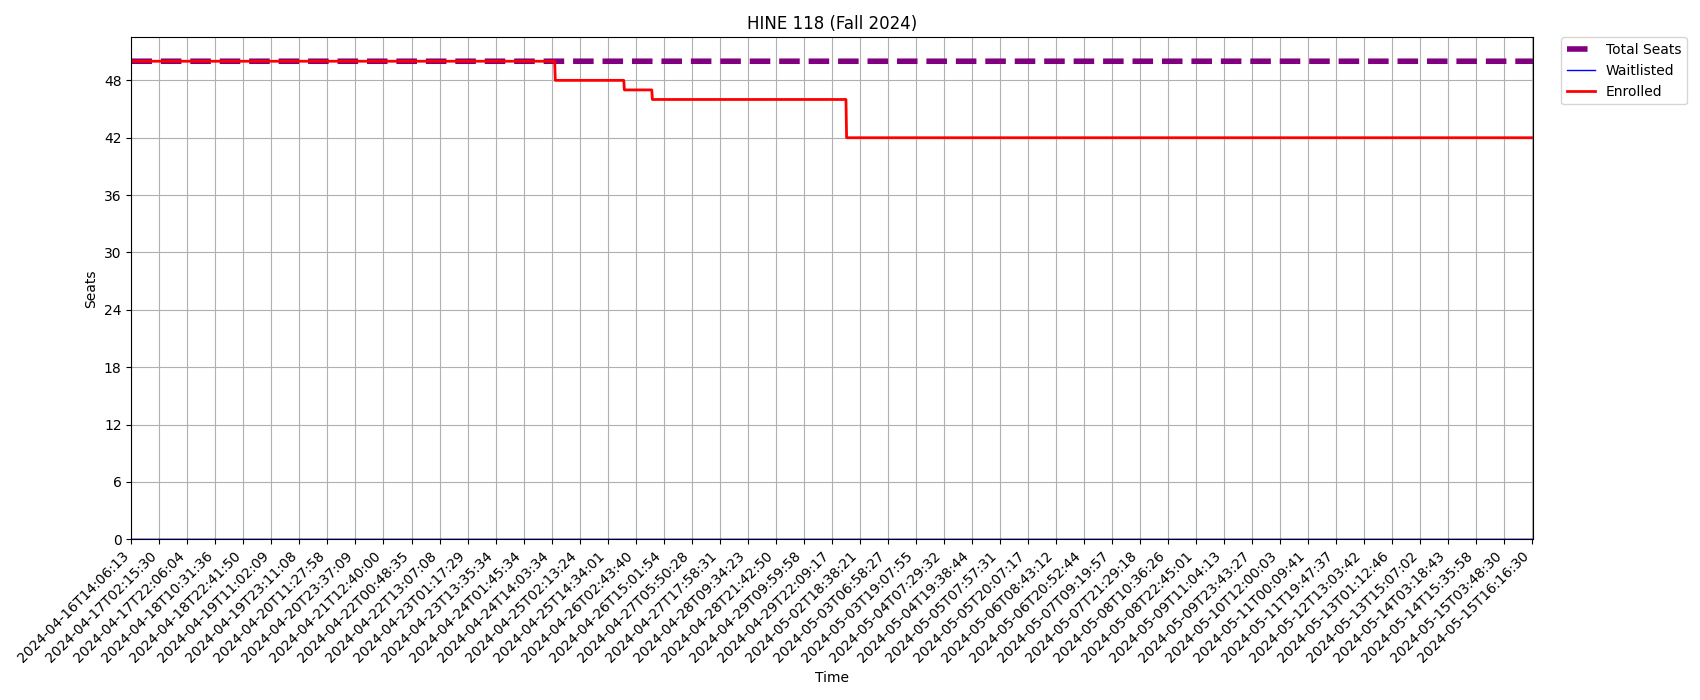 HINE 118 (Fall 2024)
Total Seats
Waitlisted
Enrolled
Seats
48
42
36
30
24
18
12
6
0
2024-04-16T14:06:13
2024-04-17T02:15:30
2024-04-17T22:06:04
2024-04-18T10:31:36
2024-04-18T22:41:50
2024-04-19T11:02:09
2024-04-19T23:11:08
2024-04-20T11:27:58
2024-04-20T23:37:09
2024-04-21T12:40:00
2024-04-22T00:48:35
2024-04-22T13:07:08
2024-04-23T01:17:29
2024-04-23T13:35:34
2024-04-24T01:45:34
2024-04-24T14:03:34
2024-04-25T02:13:24
2024-04-25T14:34:01
2024-04-26T02:43:40
2024-04-26T15:01:54
2024-04-27T05:50:28
2024-04-27T17:58:31
2024-04-28T09:34:23
2024-04-28T21:42:50
2024-04-29T09:59:58
2024-04-29T22:09:17
2024-05-02T18:38:21
2024-05-03T06:58:27
2024-05-03T19:07:55
2024-05-04T07:29:32
2024-05-04T19:38:44
2024-05-05T07:57:31
2024-05-05T20:07:17
2024-05-06T08:43:12
2024-05-06T20:52:44
2024-05-07T09:19:57
2024-05-07T21:29:18
2024-05-08T10:36:26
2024-05-08T22:45:01
2024-05-09T11:04:13
2024-05-09T23:43:27
2024-05-10T12:00:03
2024-05-11T00:09:41
2024-05-11T19:47:37
2024-05-12T13:03:42
2024-05-13T01:12:46
2024-05-13T15:07:02
2024-05-14T03:18:43
2024-05-14T15:35:58
2024-05-15T03:48:30
2024-05-15T16:16:30
Time